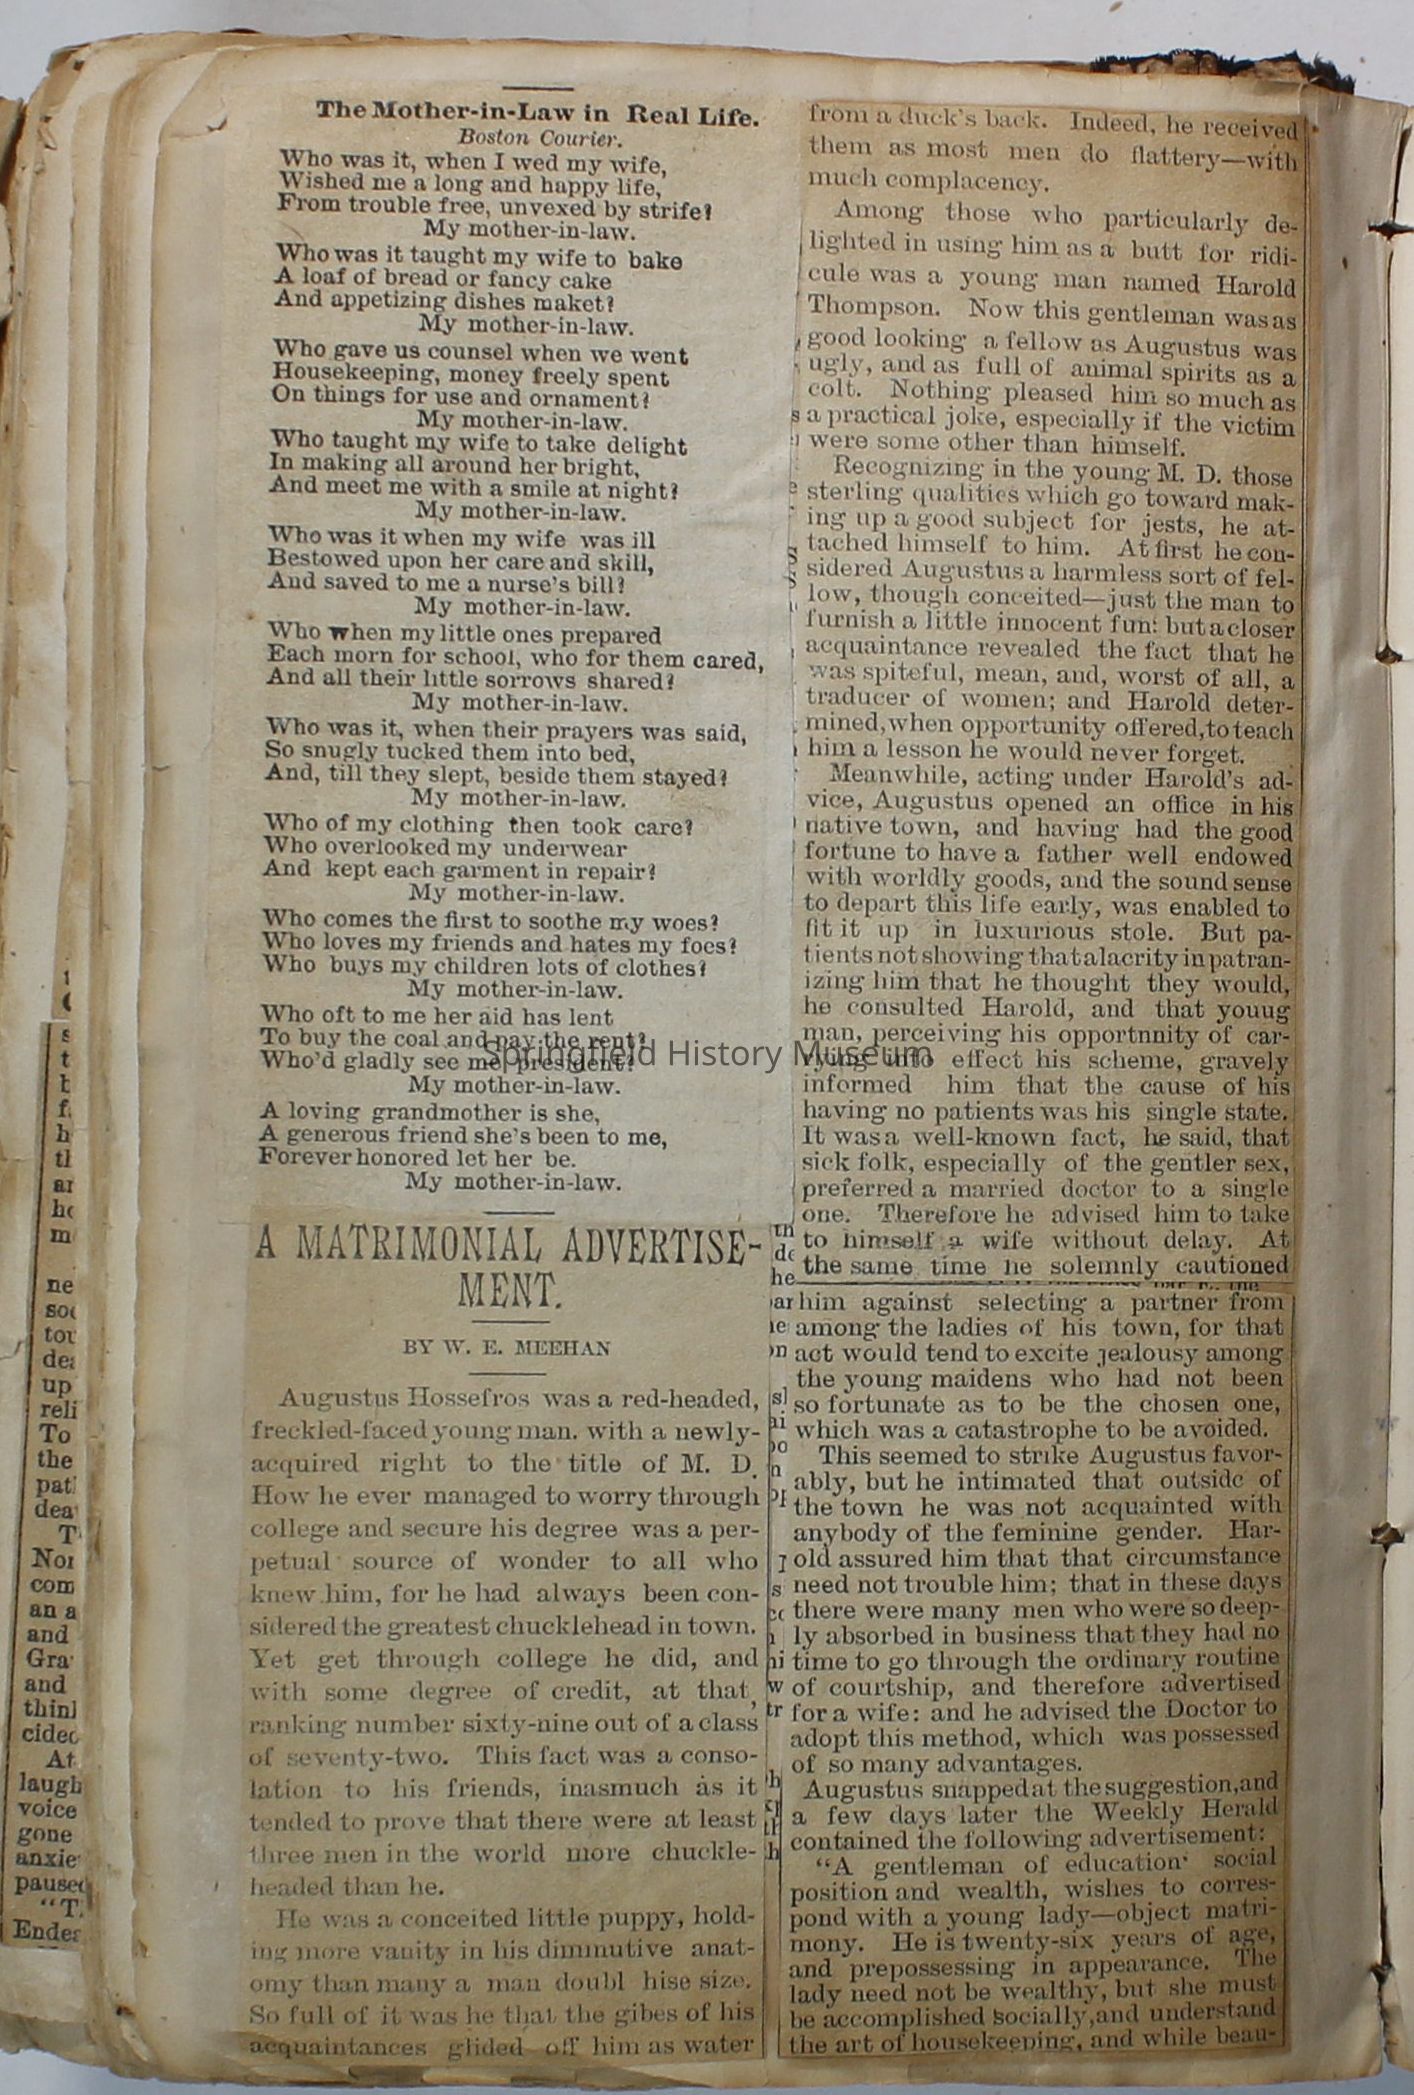 The Mother-in-Law in Real Life.
Boston Courier.
Who was it, when I wed my wife,
Wished me a long and happy life,
From trouble free, unvexed by strife?
My mother-in-law.
Who was it taught my wife to bake
A loaf of bread or fancy cake
And appetizing dishes maket?
My mother-in-law.
Who gave us counsel when we went
Housekeeping, money freely spent
On things for use and ornament?
My mother-in-law.
Who taught my wife to take delight
In making all around her bright,
And meet me with a smile at night?
My mother-in-law.
Who was it when my wife was ill
Bestowed upon her care and skill,
And saved to me a nurse's bill?
My mother-in-law.
Who when my little ones prepared
Each morn for school, who for them cared,
And all their little sorrows shared?
My mother-in-law.
Who was it, when their prayers was said,
So snugly tucked them into bed,
And, till they slept, beside them stayed?
My mother-in-law.
Who of my clothing then took care?
Who overlooked my underwear
And kept each garment in repair?
My mother-in-law.
Who comes the first to soothe my woes?
Who loves my friends and hates my foes?
Who buys my children lots of clothes?
My mother-in-law.
Who oft to me her aid has lent
To buy the coal and pay the rent?
Who'd gladly see me president?
My mother-in-law.
A loving grandmother is she,
A generous friend she's been to me,
Forever honored let her be.
My mother-in-law.
A MATRIMONIAL ADVERTISE-
MENT.
BY W. E. MEEHAN
Augustus Hossefros was a red-headed,
freckled-faced young man. with a newly-
acquired right to the title of M. D.
How he ever managed to worry through
college and secure his degree was a per-
petual source of wonder to all who
knew him, for he had always been con-
sidered the greatest chucklehead in town.
Yet get through college he did, and
with some degree of credit, at that,
ranking number sixty-nine out of a class
of seventy-two. This fact was a conso-
lation to his friends, inasmuch as it
tended to prove that there were at least
three men in the world more chuckle-
headed than he.
He was a conceited little puppy, hold-
ing more vanity in his diminutive anat-
omy than many a man doubl hise size.
So full of it was he that the gibes of his
acquaintances glided off him as water
from a duck's back. Indeed, he received
them as most men do flattery—with
much complacency.
Among those who particularly de-
lighted in using him as a butt for ridi-
cule was a young man named Harold
Thompson. Now this gentleman was as
good looking a fellow as Augustus was
ugly, and as full of animal spirits as a
colt. Nothing pleased him so much as
a practical joke, especially if the victim
were some other than himself.
Recognizing in the young M. D. those
sterling qualities which go toward mak-
ing up a good subject for jests, he at-
tached himself to him. At first he con-
sidered Augustus a harmless sort of fel-
low, though conceited—just the man to
furnish a little innocent fun: but a closer
acquaintance revealed the fact that he
was spiteful, mean, and, worst of all, a
traducer of women; and Harold deter-
mined, when opportunity offered, to teach
him a lesson he would never forget.
Meanwhile, acting under Harold's ad-
vice, Augustus opened an office in his
native town, and having had the good
fortune to have a father well endowed
with worldly goods, and the sound sense
to depart this life early, was enabled to
fit it up in luxurious stole. But pa-
tients not showing that alacrity in patran-
izing him that he thought they would,
he consulted Harold, and that youug
man, perceiving his opportnnity of car-
rying into effect his scheme, gravely
informed him that the cause of his
having no patients was his single state.
It was a well-known fact, he said, that
sick folk, especially of the gentler sex,
preferred a married doctor to a single
one. Therefore he advised him to take
to himself a wife without delay. At
the same time he solemnly cautioned
him against selecting a partner from
among the ladies of his town, for that
act would tend to excite jealousy among
the young maidens who had not been
so fortunate as to be the chosen one,
which was a catastrophe to be avoided.
This seemed to strike Augustus favor-
ably, but he intimated that outside of
the town he was not acquainted with
anybody of the feminine gender. Har-
old assured him that that circumstance
need not trouble him; that in these days
there were many men who were so deep-
ly absorbed in business that they had no
time to go through the ordinary routine
of courtship, and therefore advertised
for a wife: and he advised the Doctor to
adopt this method, which was possessed
of so many advantages.
Augustus snapped at the suggestion, and
a few days later the Weekly Herald
contained the following advertisement:
"A gentleman of education, social
position and wealth, wishes to corres-
pond with a young lady—object matri-
mony. He is twenty-six years of age,
and prepossessing in appearance. The
lady need not be wealthy, but she must
be accomplished socially, and understand
the art of housekeeping, and while beau-
Springfield History Museum